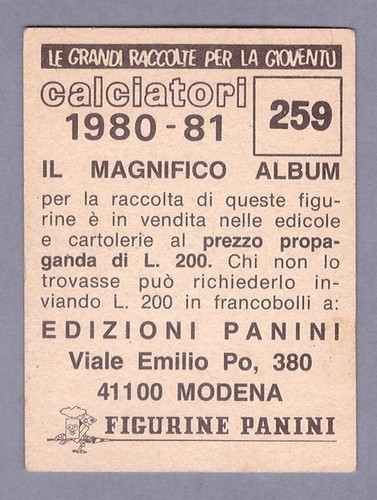 LE GRANDI RACCOLTE PER LA GIOVENTÙ
calciatori
1980-81
259
IL MAGNIFICO ALBUM
per la raccolta di queste figu-
rine è in vendita nelle edicole
e cartolerie al prezzo propa-
ganda di L. 200. Chi non lo
trovasse può richiederlo in-
viando L. 200 in francobolli a:
EDIZIONI PANINI
Viale Emilio Po, 380
41100 MODENA
FIGURINE PANINI